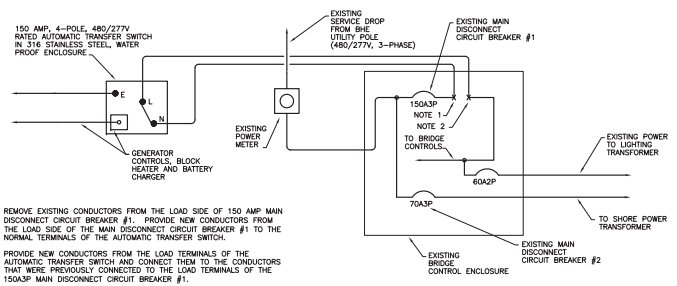 150 AMP, 4-POLE, 480/277V
RATED AUTOMATIC TRANSFER SWITCH
IN 316 STAINLESS STEEL, WATER
PROOF ENCLOSURE
EXISTING
SERVICE DROP
FROM BHE
UTILITY POLE
(480/277V, 3-PHASE)
EXISTING MAIN
DISCONNECT
CIRCUIT BREAKER #1
E
L
N
EXISTING
POWER
METER
150A3P
NOTE 1
NOTE 2
TO BRIDGE
CONTROLS
60A2P
70A3P
EXISTING POWER
TO LIGHTING
TRANSFORMER
TO SHORE POWER
TRANSFORMER
GENERATOR
CONTROLS, BLOCK
HEATER AND BATTERY
CHARGER
EXISTING
BRIDGE
CONTROL ENCLOSURE
EXISTING MAIN
DISCONNECT
CIRCUIT BREAKER #2
REMOVE EXISTING CONDUCTORS FROM THE LOAD SIDE OF 150 AMP MAIN
DISCONNECT CIRCUIT BREAKER #1. PROVIDE NEW CONDUCTORS FROM
THE LOAD SIDE OF THE MAIN DISCONNECT CIRCUIT BREAKER #1 TO THE
NORMAL TERMINALS OF THE AUTOMATIC TRANSFER SWITCH.
PROVIDE NEW CONDUCTORS FROM THE LOAD TERMINALS OF THE
AUTOMATIC TRANSFER SWITCH AND CONNECT THEM TO THE CONDUCTORS
THAT WERE PREVIOUSLY CONNECTED TO THE LOAD TERMINALS OF THE
150A3P MAIN DISCONNECT CIRCUIT BREAKER #1.